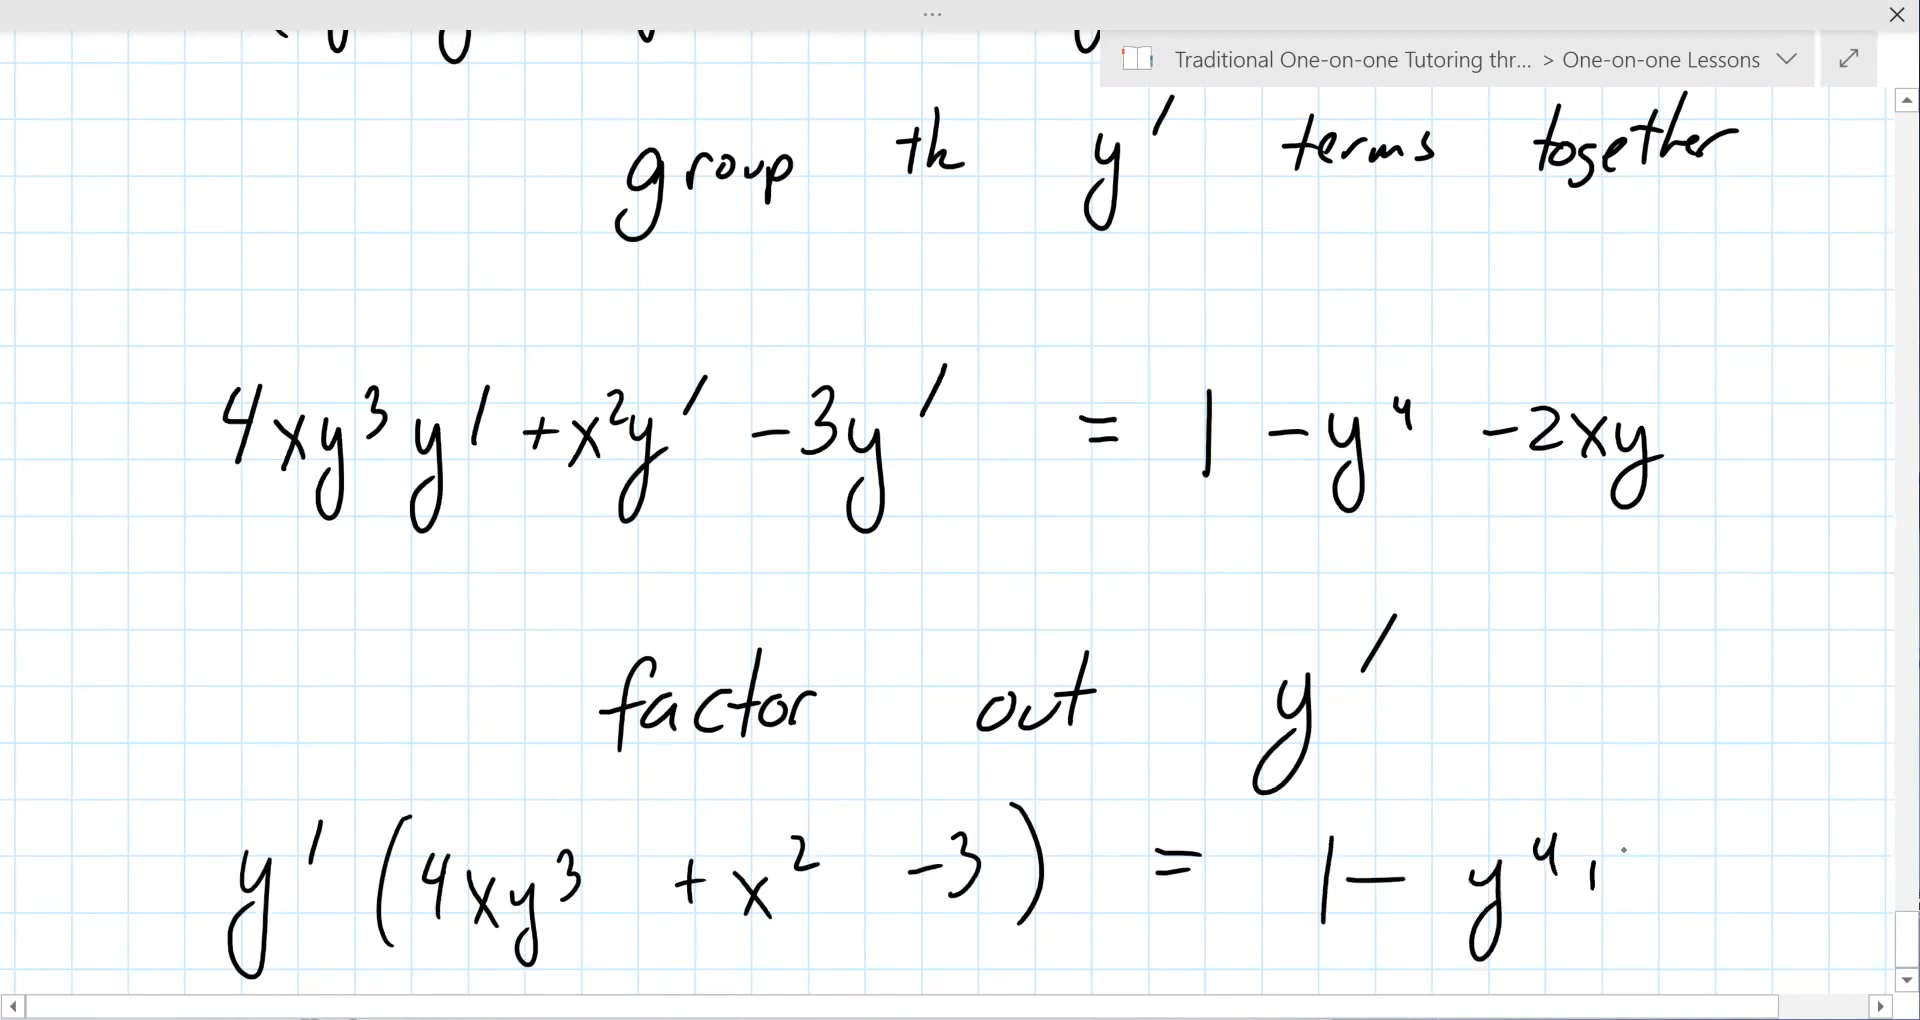 Traditional One-on-one Tutoring thr... > One-on-one Lessons
group th y' terms together
4xy³y' + x²y' - 3y' = 1 - y⁴ - 2xy
factor out y'
y' (4xy³ + x² - 3) = 1 - y⁴